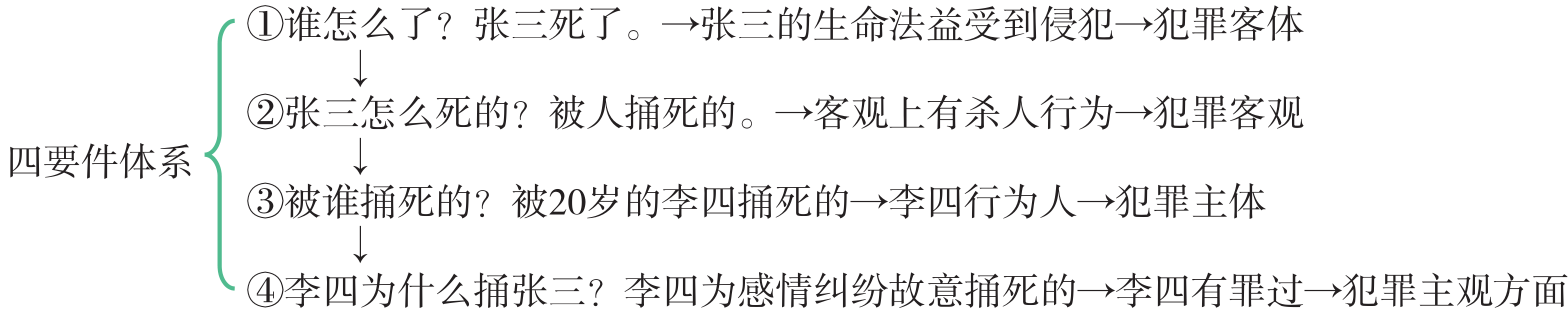 四要件体系
①谁怎么了？张三死了。→张三的生命法益受到侵犯→犯罪客体
↓
②张三怎么死的？被人捅死的。→客观上有杀人行为→犯罪客观
↓
③被谁捅死的？被20岁的李四捅死的→李四行为人→犯罪主体
↓
④李四为什么捅张三？李四为感情纠纷故意捅死的→李四有罪过→犯罪主观方面